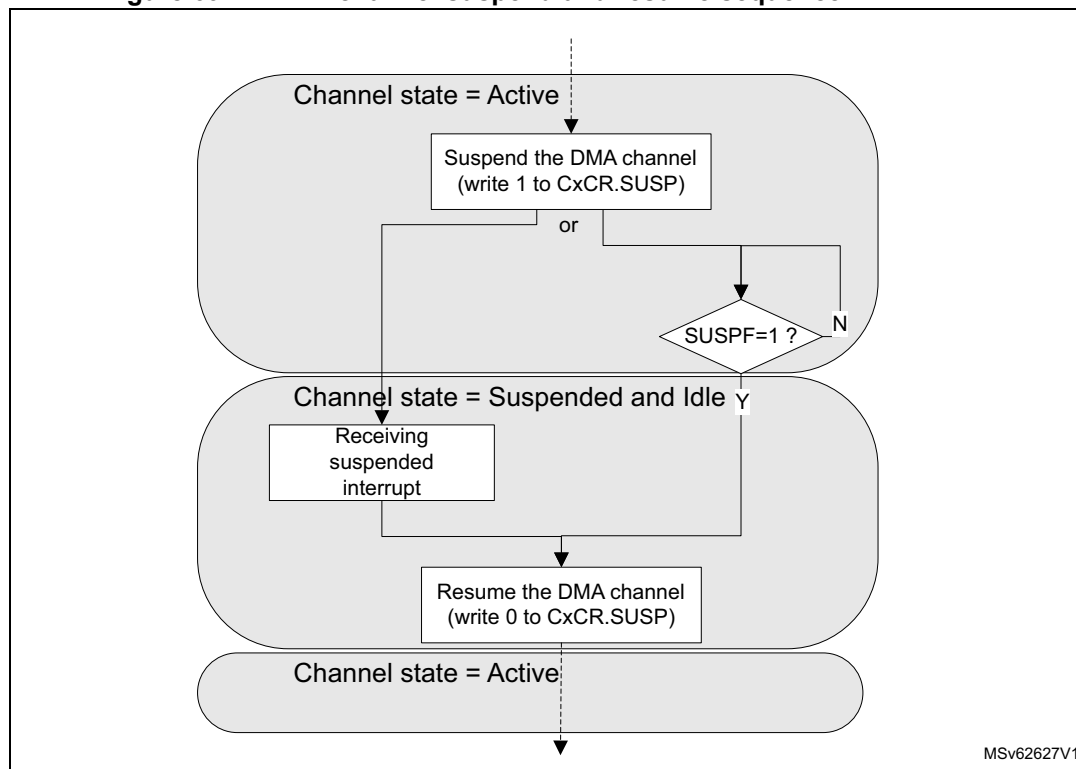 Channel state = Active
Suspend the DMA channel
(write 1 to CxCR.SUSP)
or
SUSPF=1 ?
N
Channel state = Suspended and Idle
Y
Receiving
suspended
interrupt
Resume the DMA channel
(write 0 to CxCR.SUSP)
Channel state = Active
MSv62627V1